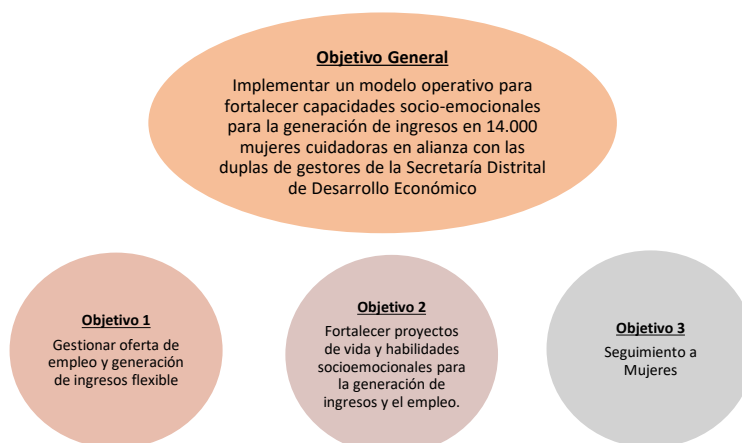 Objetivo General
Implementar un modelo operativo para
fortalecer capacidades socio-emocionales
para la generación de ingresos en 14.000
mujeres cuidadoras en alianza con las
duplas de gestores de la Secretaría Distrital
de Desarrollo Económico
Objetivo 1
Gestionar oferta de
empleo y generación
de ingresos flexible
Objetivo 2
Fortalecer proyectos
de vida y habilidades
socioemocionales para
la generación de
ingresos y el empleo.
Objetivo 3
Seguimiento a
Mujeres